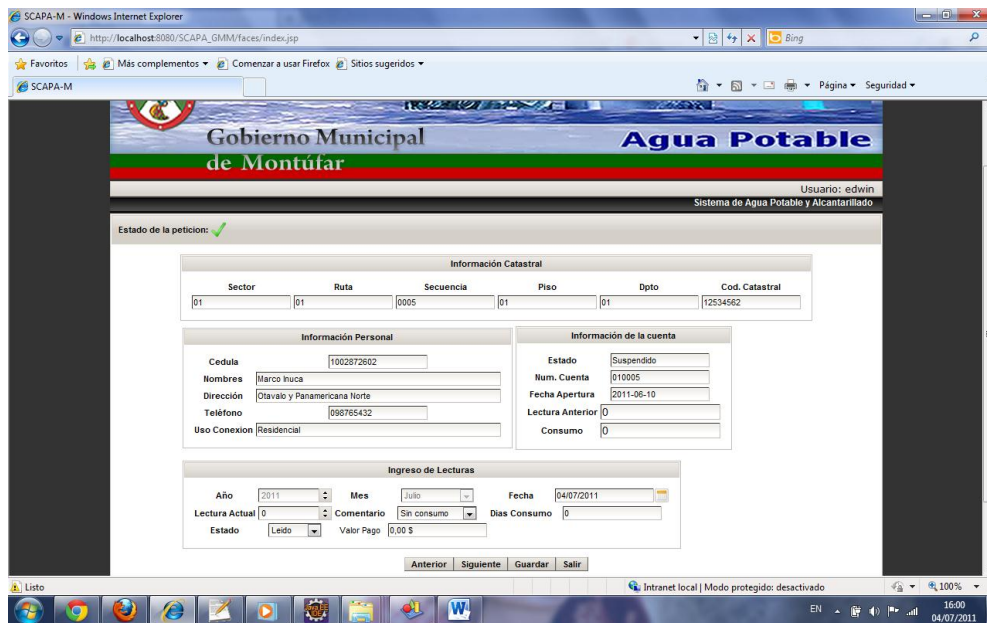 SCAPA-M - Windows Internet Explorer
http://localhost:8080/SCAPA_GMM/faces/index.jsp
Bing
Favoritos Más complementos Comenzar a usar Firefox Sitios sugeridos
SCAPA-M
Página Seguridad
Gobierno Municipal
de Montúfar
Agua Potable
Usuario: edwin
Sistema de Agua Potable y Alcantarillado
Estado de la peticion:
Información Catastral
Sector Ruta Secuencia Piso Dpto Cod. Catastral
01 01 0005 01 01 12534562
Información Personal
Cedula 1002872602
Nombres Marco Inuca
Dirección Otavalo y Panamericana Norte
Teléfono 098765432
Uso Conexion Residencial
Información de la cuenta
Estado Suspendido
Num. Cuenta 010005
Fecha Apertura 2011-06-10
Lectura Anterior 0
Consumo 0
Ingreso de Lecturas
Año 2011 Mes Julio Fecha 04/07/2011
Lectura Actual 0 Comentario Sin consumo Dias Consumo 0
Estado Leido Valor Pago 0,00 $
Anterior Siguiente Guardar Salir
Listo
Intranet local | Modo protegido: desactivado
100%
EN
16:00
04/07/2011